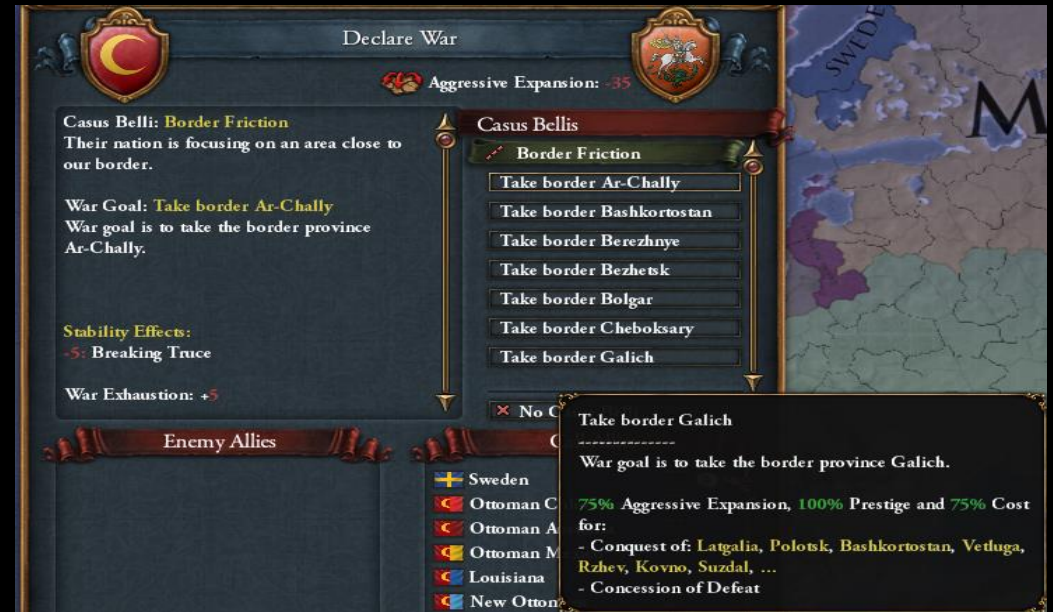 SWEDE
M
Declare War
Aggressive Expansion: -35
Casus Belli: Border Friction
Their nation is focusing on an area close to
our border.
War Goal: Take border Ar-Chally
War goal is to take the border province
Ar-Chally.
Stability Effects:
-5: Breaking Truce
War Exhaustion: +5
Casus Bellis
Border Friction
Take border Ar-Chally
Take border Bashkortostan
Take border Berezhnye
Take border Bezhetsk
Take border Bolgar
Take border Cheboksary
Take border Galich
No C
Enemy Allies
C
Sweden
Ottoman C
Ottoman A
Ottoman M
Louisiana
New Otton
Take border Galich
--------------
War goal is to take the border province Galich.
75% Aggressive Expansion, 100% Prestige and 75% Cost
for:
- Conquest of: Latgalia, Polotsk, Bashkortostan, Vetluga,
Rzhev, Kovno, Suzdal, ...
- Concession of Defeat